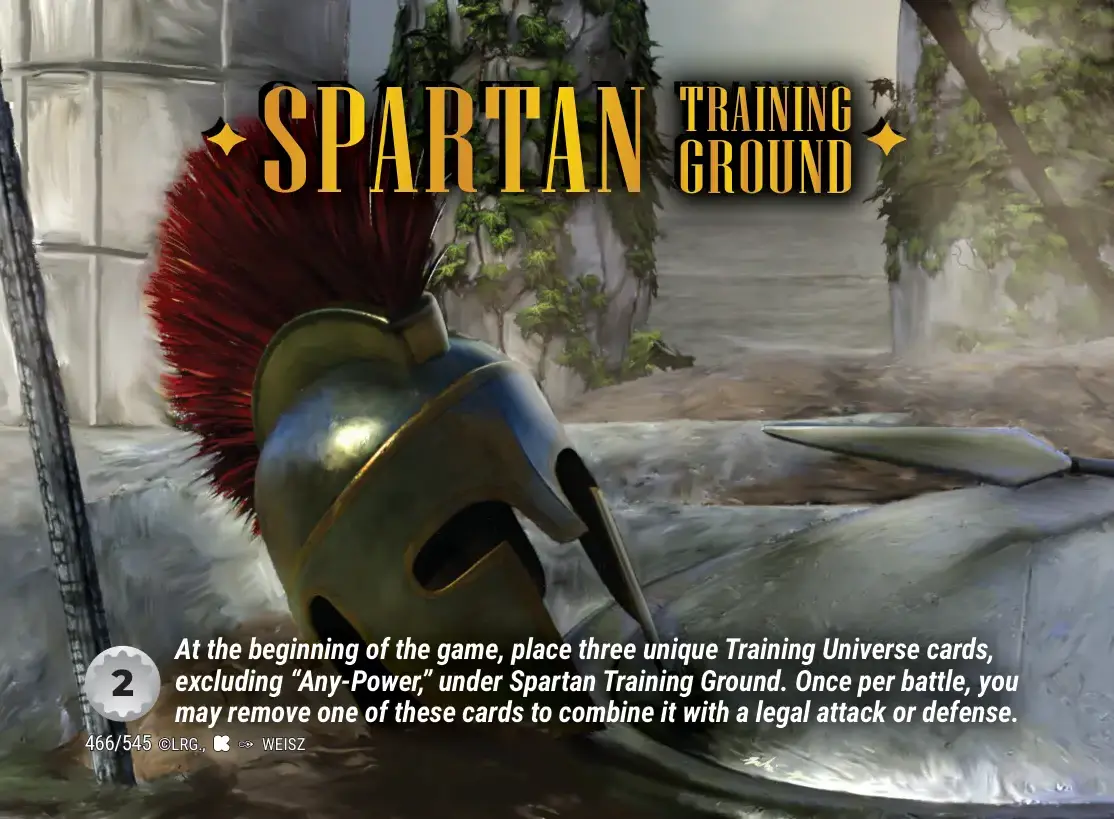 SPARTAN TRAINING GROUND
At the beginning of the game, place three unique Training Universe cards,
excluding “Any-Power,” under Spartan Training Ground. Once per battle, you
may remove one of these cards to combine it with a legal attack or defense.
2
466/545 ©LRG., WEISZ